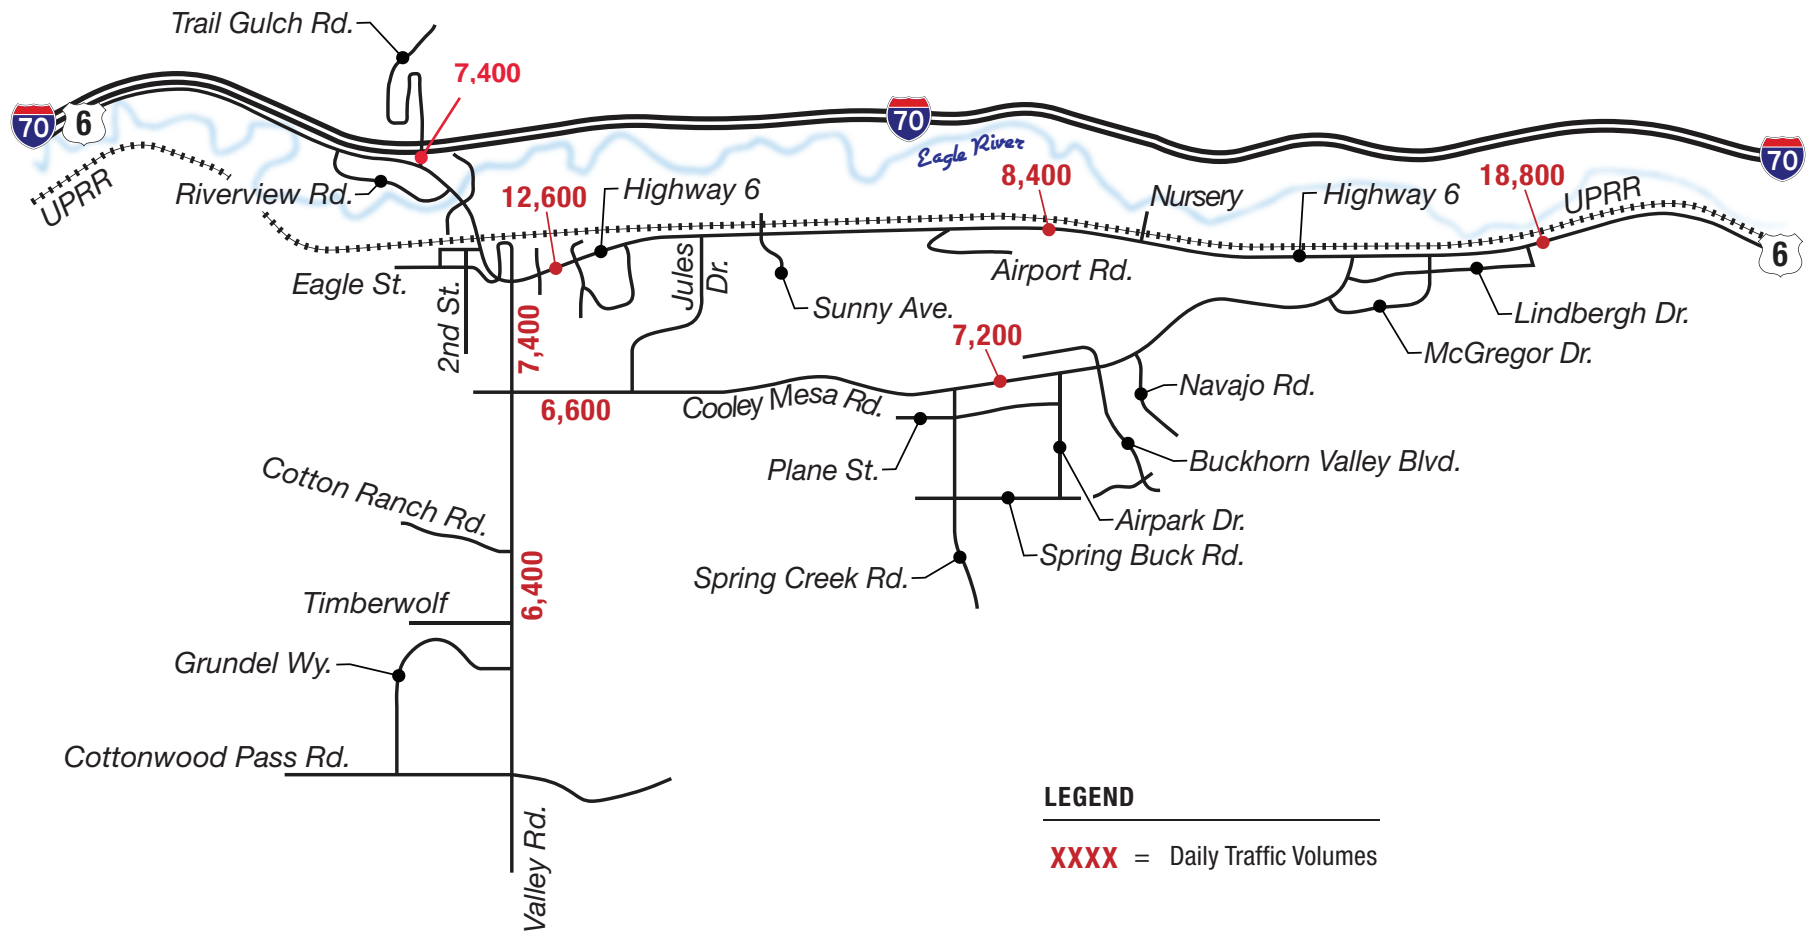 Trail Gulch Rd.
7,400
70
6
70
Eagle River
70
UPRR
Riverview Rd.
12,600
Highway 6
8,400
Nursery
Highway 6
18,800
UPRR
6
Eagle St.
2nd St.
7,400
Jules
Dr.
Sunny Ave.
Airport Rd.
Lindbergh Dr.
McGregor Dr.
7,200
6,600
Cooley Mesa Rd.
Navajo Rd.
Plane St.
Buckhorn Valley Blvd.
Airpark Dr.
Spring Buck Rd.
Spring Creek Rd.
Cotton Ranch Rd.
6,400
Timberwolf
Grundel Wy.
Cottonwood Pass Rd.
Valley Rd.
LEGEND
XXXX = Daily Traffic Volumes